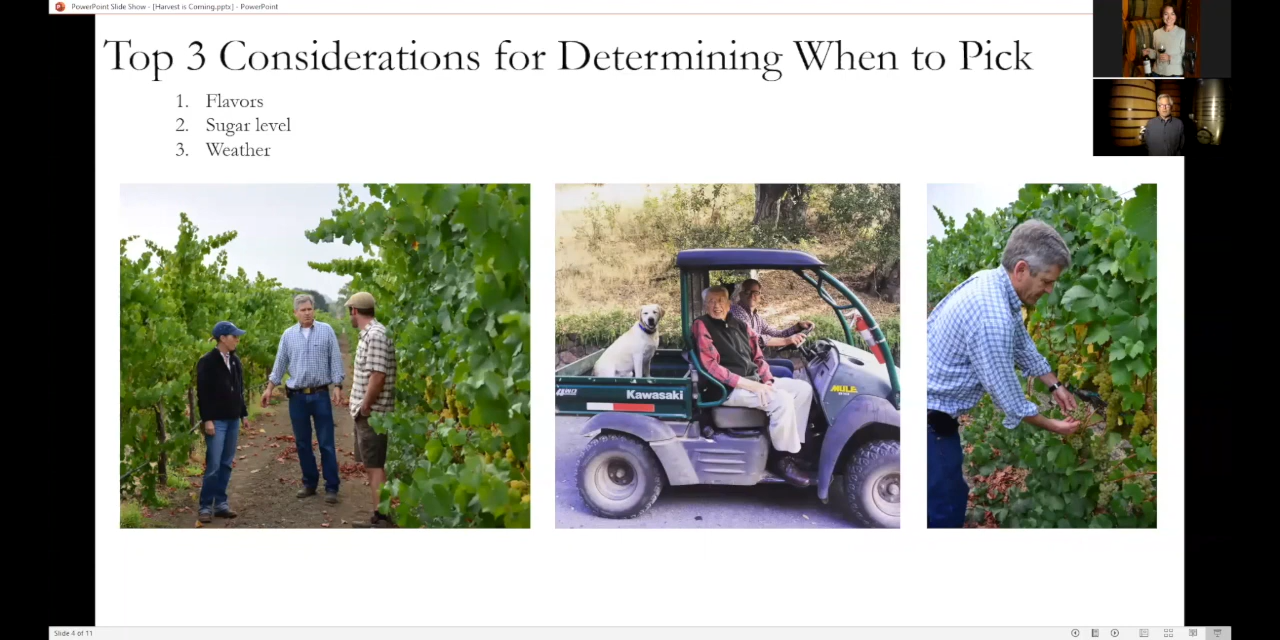 PowerPoint Slide Show - [Harvest is Coming.pptx] - PowerPoint
Top 3 Considerations for Determining When to Pick
1. Flavors
2. Sugar level
3. Weather
Kawasaki
MULE
Slide 4 of 11